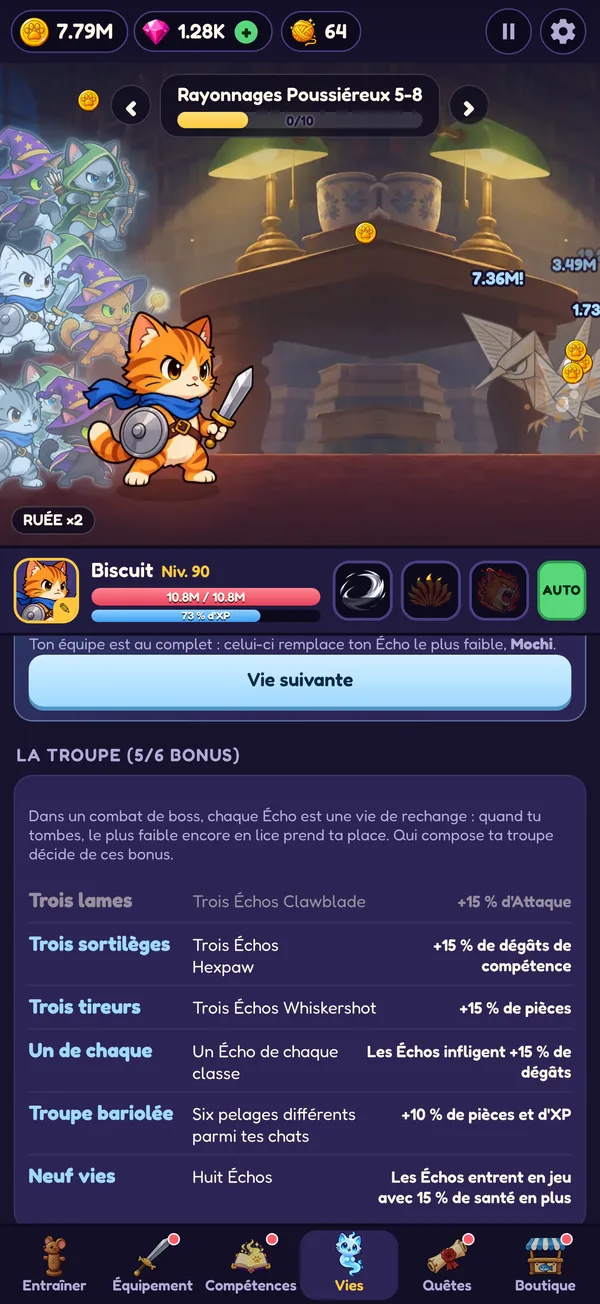 7.79M
1.28K
64
Rayonnages Poussiéreux 5-8
0/10
3.49M
7.36M!
1.73
RUÉE ×2
Biscuit Niv. 90
10.8M / 10.8M
73 % d'XP
AUTO
Ton équipe est au complet : celui-ci remplace ton Écho le plus faible, Mochi.
Vie suivante
LA TROUPE (5/6 BONUS)
Dans un combat de boss, chaque Écho est une vie de rechange : quand tu
tombes, le plus faible encore en lice prend ta place. Qui compose ta troupe
décide de ces bonus.
Trois lames Trois Échos Clawblade +15 % d'Attaque
Trois sortilèges Trois Échos +15 % de dégâts de
Hexpaw compétence
Trois tireurs Trois Échos Whiskershot +15 % de pièces
Un de chaque Un Écho de chaque Les Échos infligent +15 % de
classe dégâts
Troupe bariolée Six pelages différents +10 % de pièces et d'XP
parmi tes chats
Neuf vies Huit Échos Les Échos entrent en jeu
avec 15 % de santé en plus
Entraîner Équipement Compétences Vies Quêtes Boutique